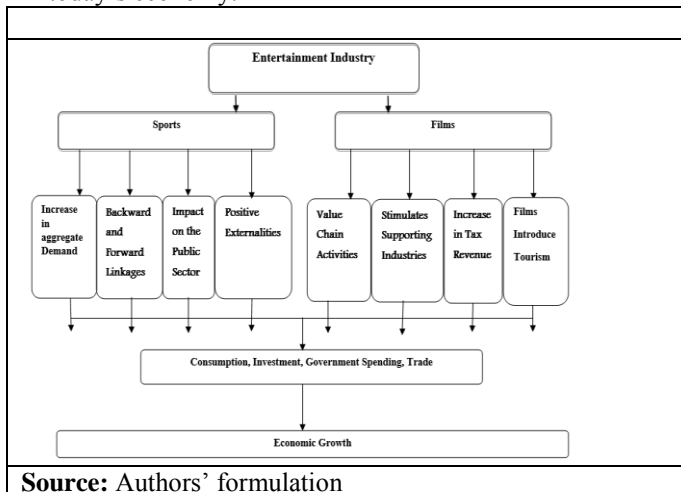 today's economy.
Entertainment Industry
Sports
Films
Increase
in
aggregate
Demand
Backward
and
Forward
Linkages
Impact
on the
Public
Sector
Positive
Externalities
Value
Chain
Activities
Stimulates
Supporting
Industries
Increase
in Tax
Revenue
Films
Introduce
Tourism
Consumption, Investment, Government Spending, Trade
Economic Growth
Source: Authors' formulation